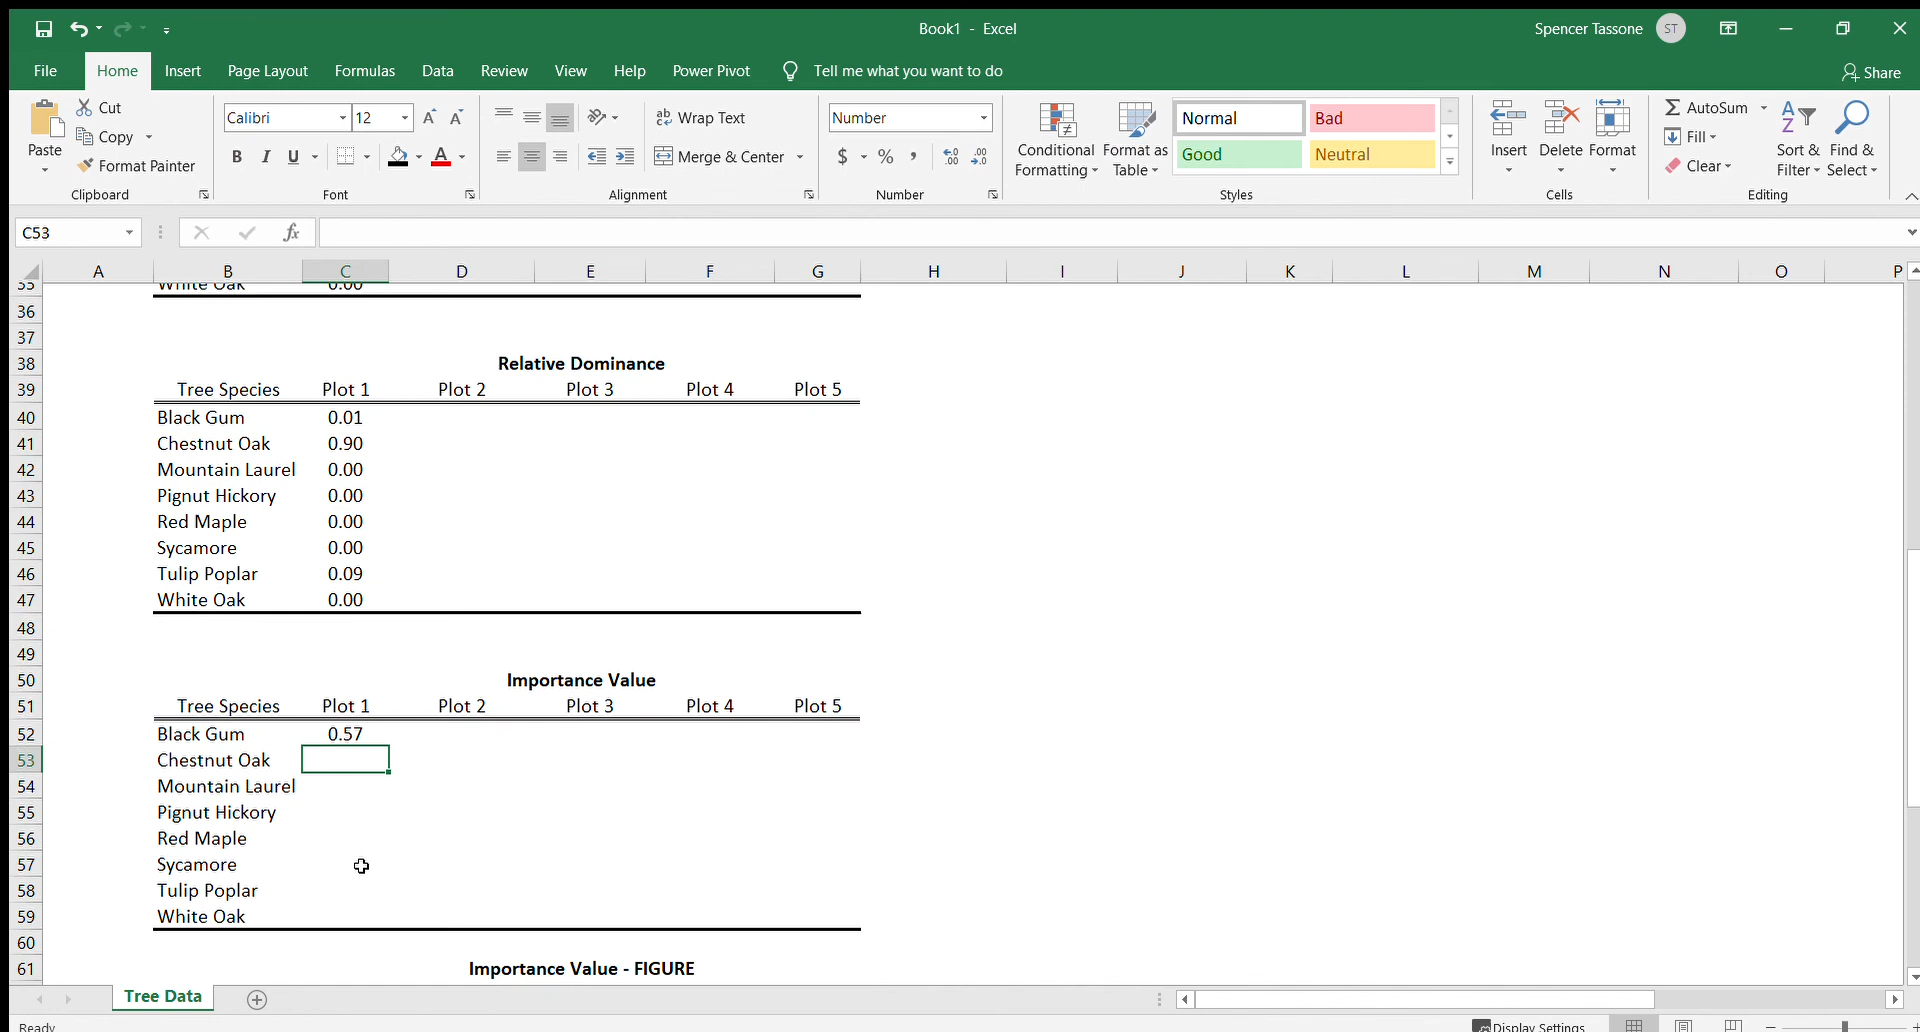 Book1 - Excel
Spencer Tassone ST
File Home Insert Page Layout Formulas Data Review View Help Power Pivot Tell me what you want to do Share
Paste
Cut
Copy
Format Painter
Clipboard
Calibri 12
B I U A
Font
Wrap Text
Merge & Center
Alignment
Number
$ % ,
Number
Conditional Formatting
Format as Table
Normal Bad
Good Neutral
Styles
Insert Delete Format
Cells
AutoSum
Fill
Clear
Sort & Filter
Find & Select
Editing
C53 fx
A B C D E F G H I J K L M N O P
35 White Oak 0.00
36
37
38 Relative Dominance
39 Tree Species Plot 1 Plot 2 Plot 3 Plot 4 Plot 5
40 Black Gum 0.01
41 Chestnut Oak 0.90
42 Mountain Laurel 0.00
43 Pignut Hickory 0.00
44 Red Maple 0.00
45 Sycamore 0.00
46 Tulip Poplar 0.09
47 White Oak 0.00
48
49
50 Importance Value
51 Tree Species Plot 1 Plot 2 Plot 3 Plot 4 Plot 5
52 Black Gum 0.57
53 Chestnut Oak
54 Mountain Laurel
55 Pignut Hickory
56 Red Maple
57 Sycamore
58 Tulip Poplar
59 White Oak
60
61 Importance Value - FIGURE
Tree Data
Ready Display Settings